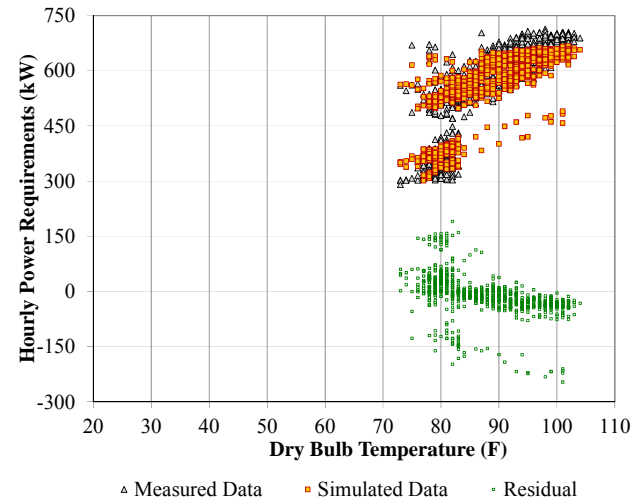 Hourly Power Requirements (kW)
750
600
450
300
150
0
-150
-300
20 30 40 50 60 70 80 90 100 110
Dry Bulb Temperature (F)
Measured Data Simulated Data Residual